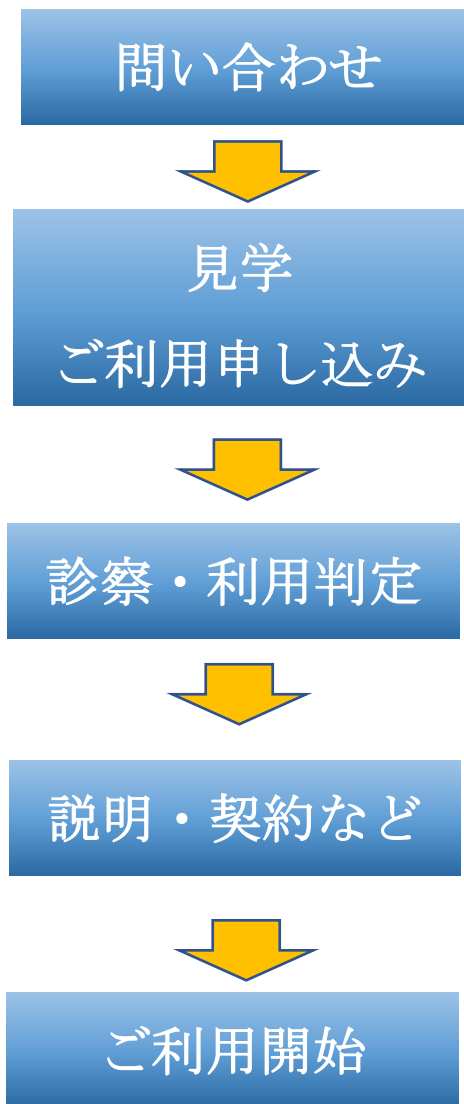 問い合わせ
見学
ご利用申し込み
診察・利用判定
説明・契約など
ご利用開始